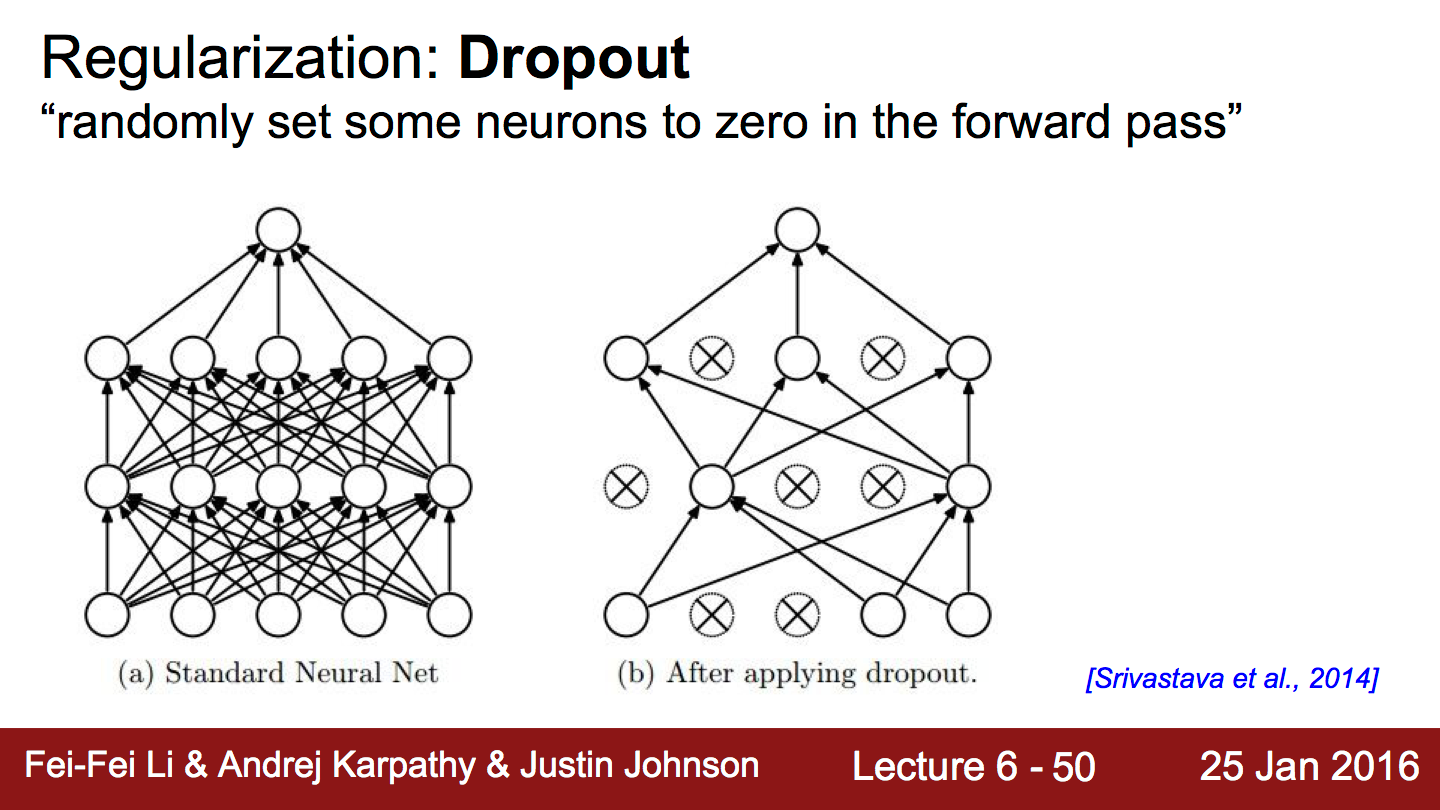 Regularization: Dropout
“randomly set some neurons to zero in the forward pass”
(a) Standard Neural Net
(b) After applying dropout.
[Srivastava et al., 2014]
Fei-Fei Li & Andrej Karpathy & Justin Johnson
Lecture 6 - 50
25 Jan 2016